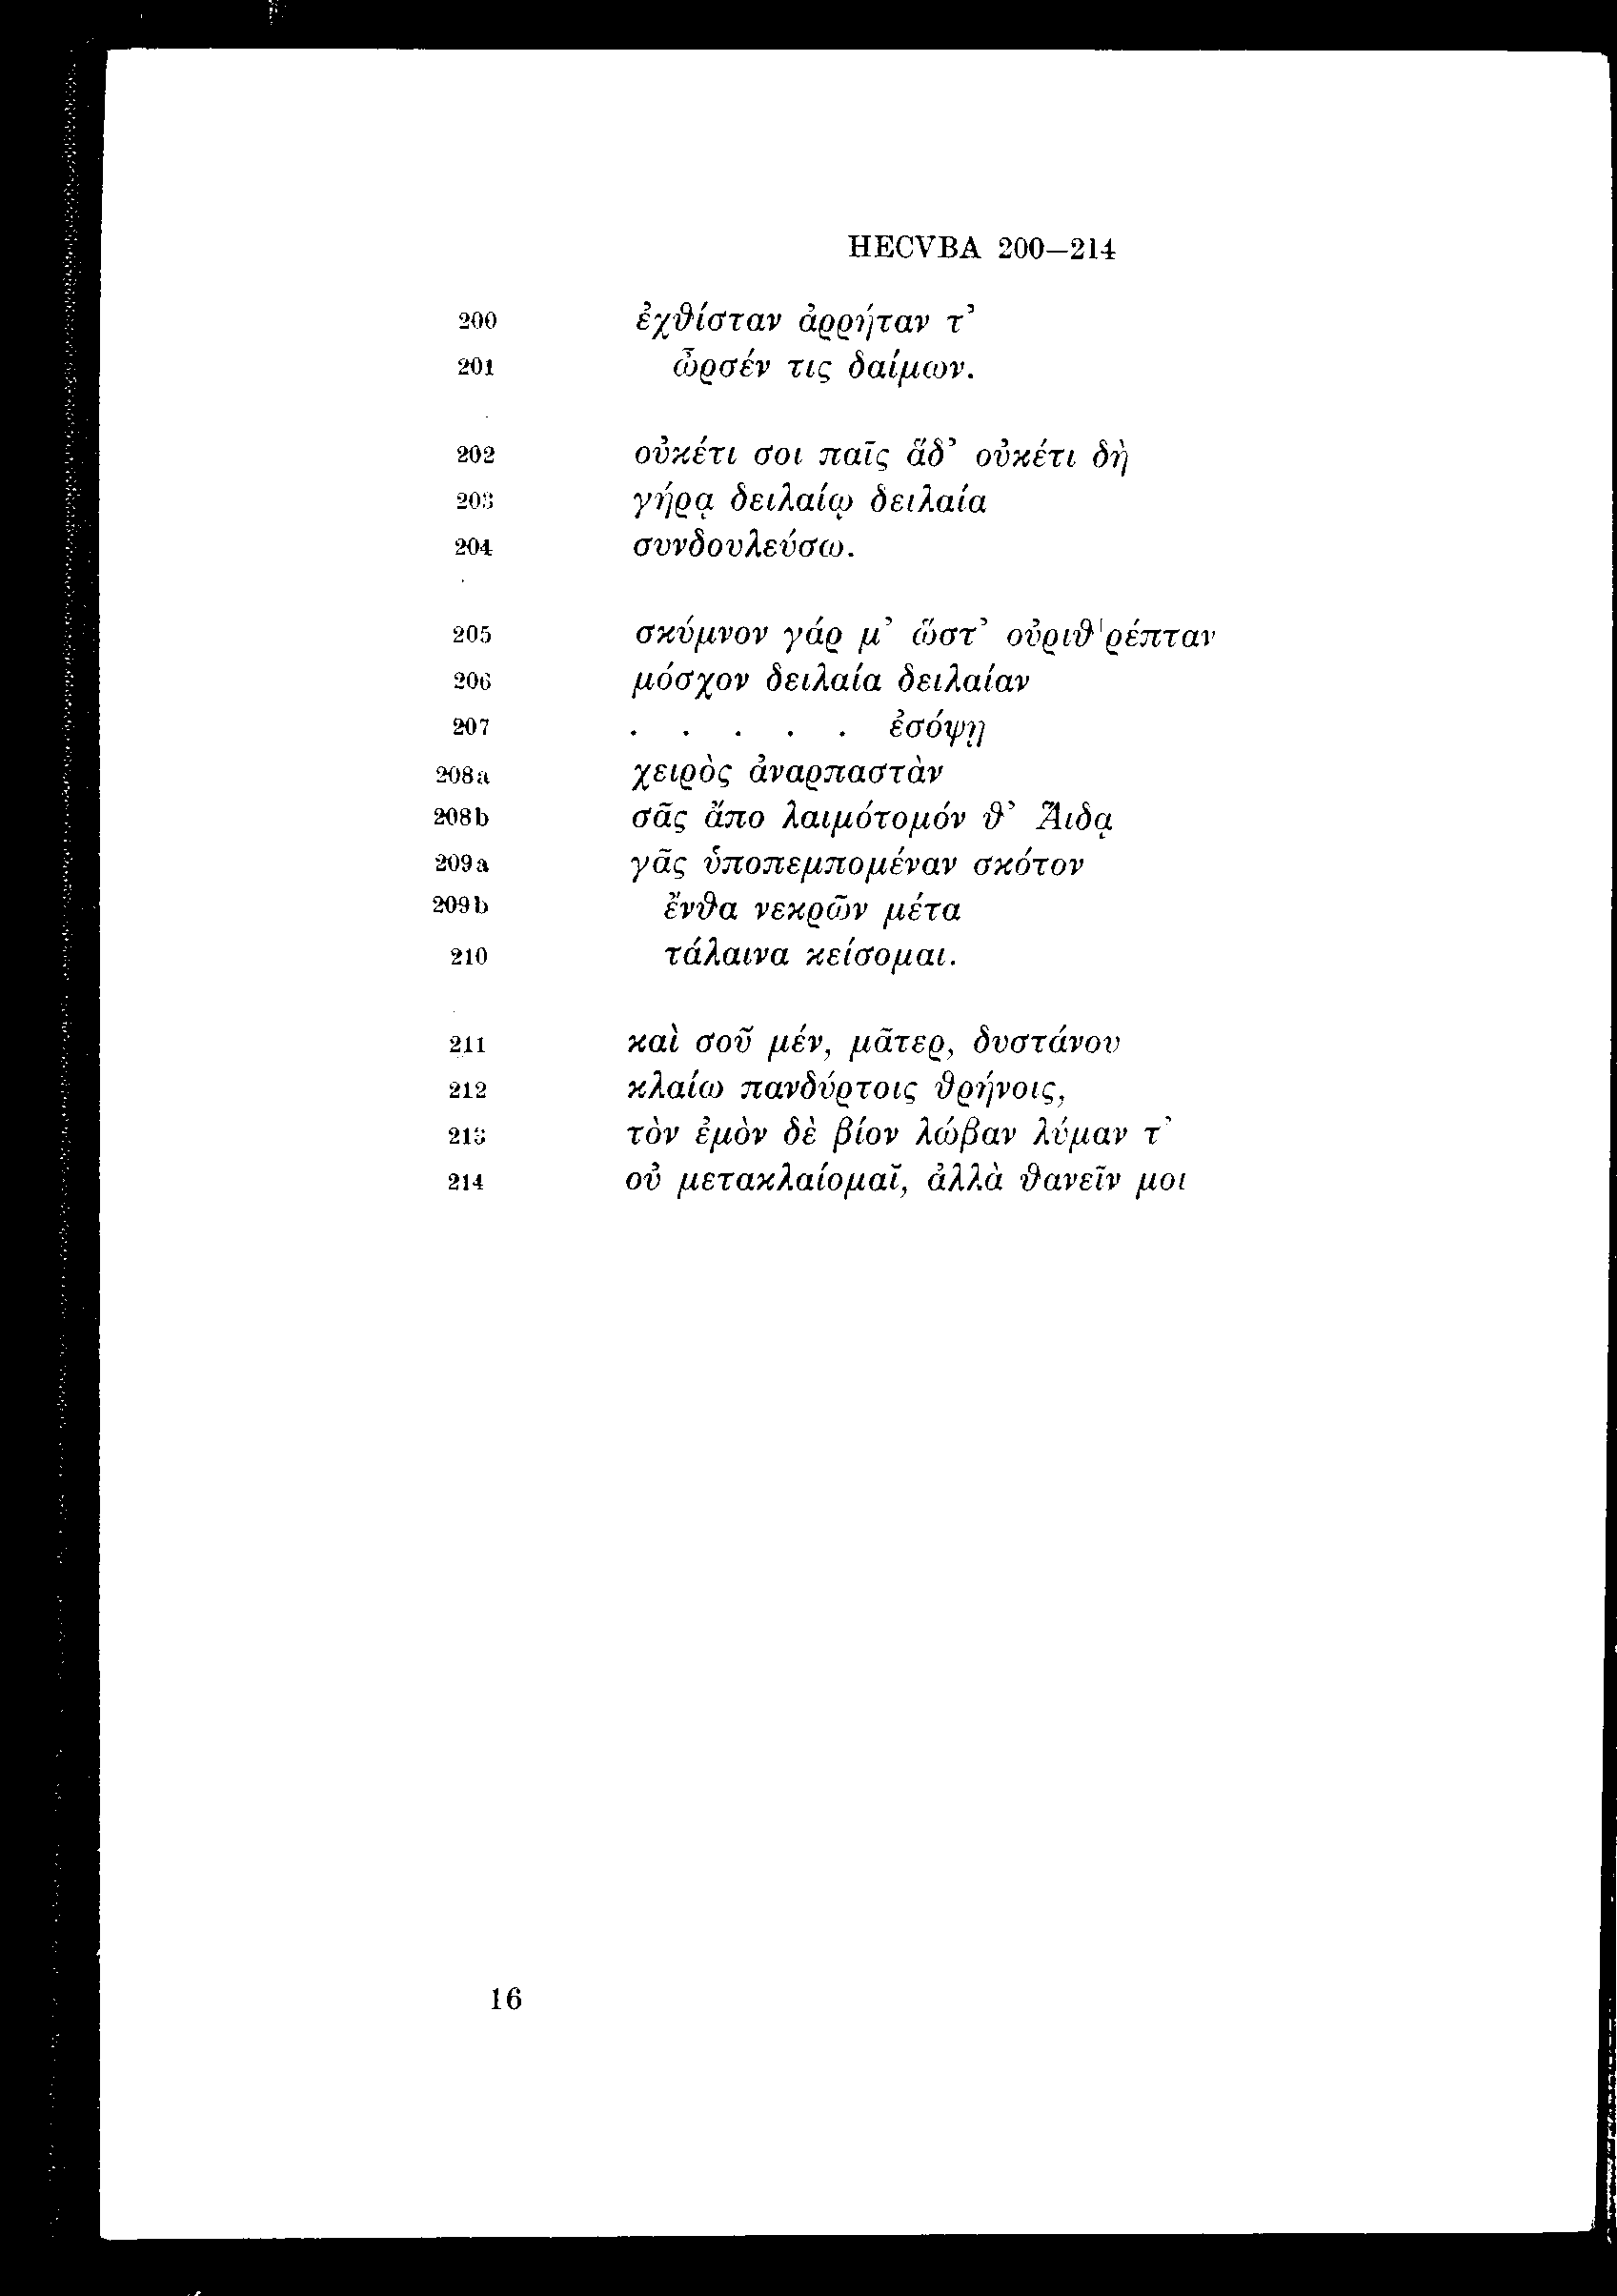 HECVBA 200—214
200 ἐχϑίσταν ἀρρήταν τ’
201 ὦρσέν τις δαίμων.
202 οὐκέτι σοι παῖς ἅδ’ οὐκέτι δὴ
203 γήρᾳ δειλαίῳ δειλαία
204 συνδουλεύσω.
205 σκύμνον γάρ μ’ ὥστ’ οὐριϑρέπταν
206 μόσχον δειλαία δειλαίαν
207 . . . . . ἐσόψῃ
208a χειρὸς ἀναρπαστὰν
208b σᾶς ἄπο λαιμότομόν ϑ’ Ἅιδᾳ
209a γᾶς ὑποπεμπομέναν σκότον
209b ἔνϑα νεκρῶν μέτα
210 τάλαινα κείσομαι.
211 καὶ σοῦ μέν, μᾶτερ, δυστάνου
212 κλαίω πανδύρτοις ϑρήνοις,
213 τὸν ἐμὸν δὲ βίον λώβαν λύμαν τ’
214 οὐ μετακλαίομαῖ, ἀλλὰ ϑανεῖν μοι
16